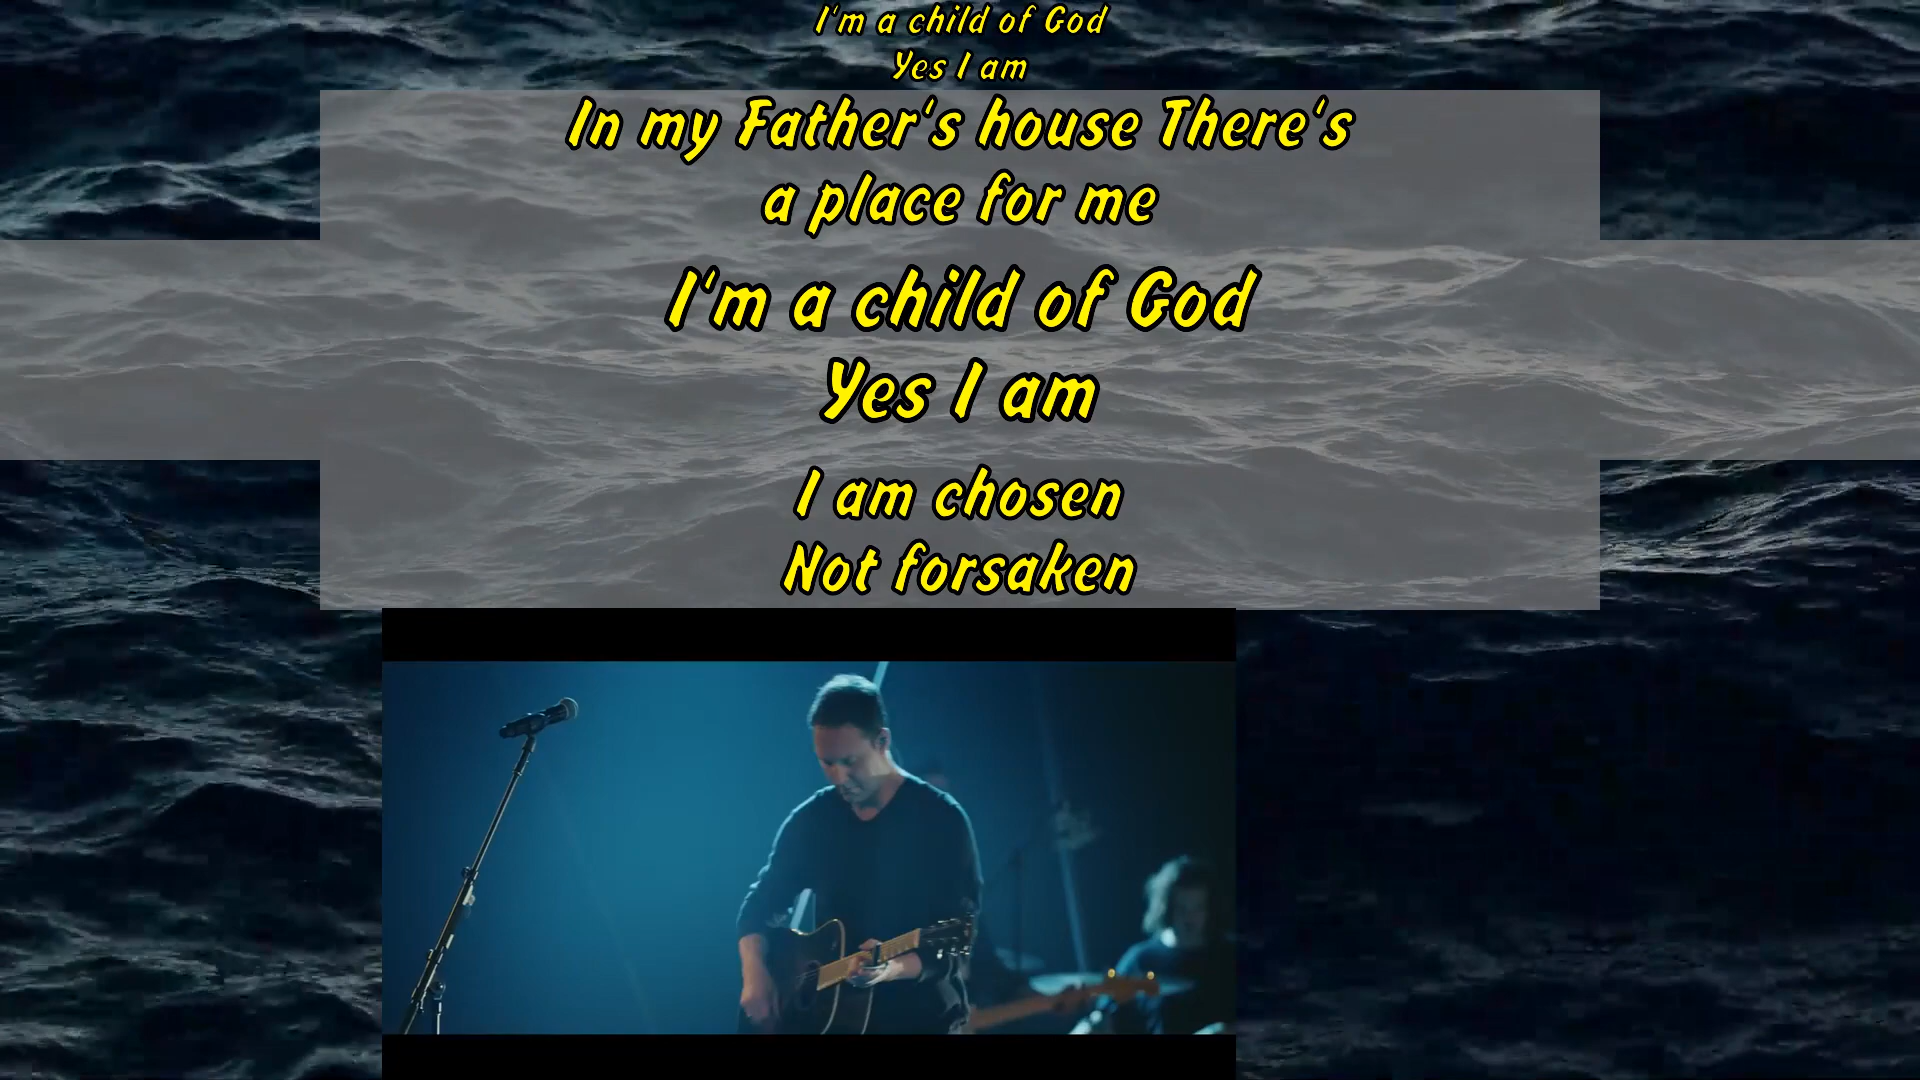 I'm a child of God
Yes I am
In my Father's house There's
a place for me
I'm a child of God
Yes I am
I am chosen
Not forsaken